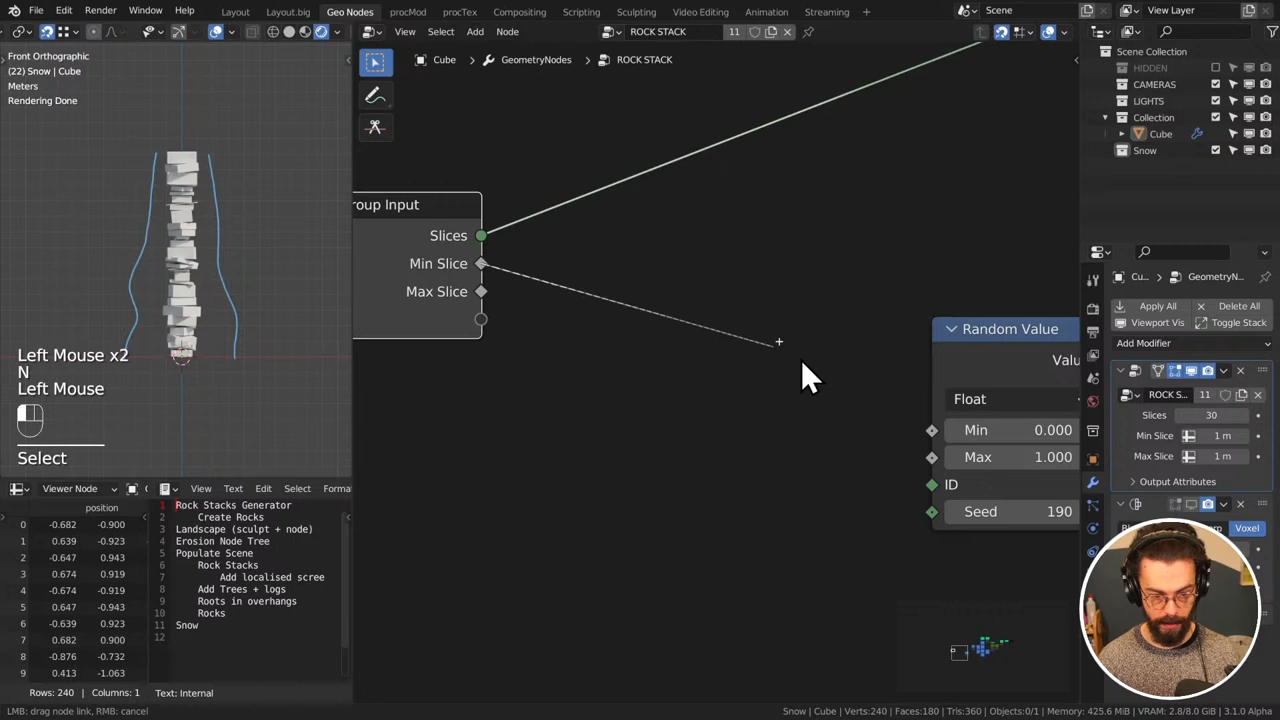 File Edit Render Window Help Layout Layout.big Geo Nodes procMod procTex Compositing Scripting Sculpting Video Editing Animation Streaming + Scene View Layer
View Select Add Node ROCK STACK 11
Front Orthographic
(22) Snow | Cube
Meters
Rendering Done
Cube GeometryNodes ROCK STACK
Scene Collection
HIDDEN
CAMERAS
LIGHTS
Collection
Cube
Snow
roup Input
Slices
Min Slice
Max Slice
Random Value
Valu
Float
Min 0.000
Max 1.000
ID
Seed 190
Cu... GeometryN...
Apply All Delete All
Viewport Vis Toggle Stack
Add Modifier
ROCK S... 11
Slices 30
Min Slice 1 m
Max Slice 1 m
Output Attributes
Voxel
Left Mouse x2
N
Left Mouse
Select
Viewer Node
position
0 -0.682 -0.900
1 0.639 -0.923
2 -0.647 0.943
3 0.674 0.919
4 -0.674 -0.919
5 0.647 -0.943
6 -0.639 0.923
7 0.682 0.900
8 -0.876 -0.732
9 0.413 -1.063
Rows: 240 | Columns: 1
View Text Edit Select Format
1 Rock Stacks Generator
2 Create Rocks
3 Landscape (sculpt + node)
4 Erosion Node Tree
5 Populate Scene
6 Rock Stacks
7 Add localised scree
8 Add Trees + logs
9 Roots in overhangs
10 Rocks
11 Snow
12
Text: Internal
LMB: drag node link, RMB: cancel
Snow | Cube | Verts:240 | Faces:180 | Tris:360 | Objects:0/1 | Memory: 425.6 MiB | VRAM: 2.8/8.0 GiB | 3.1.0 Alpha